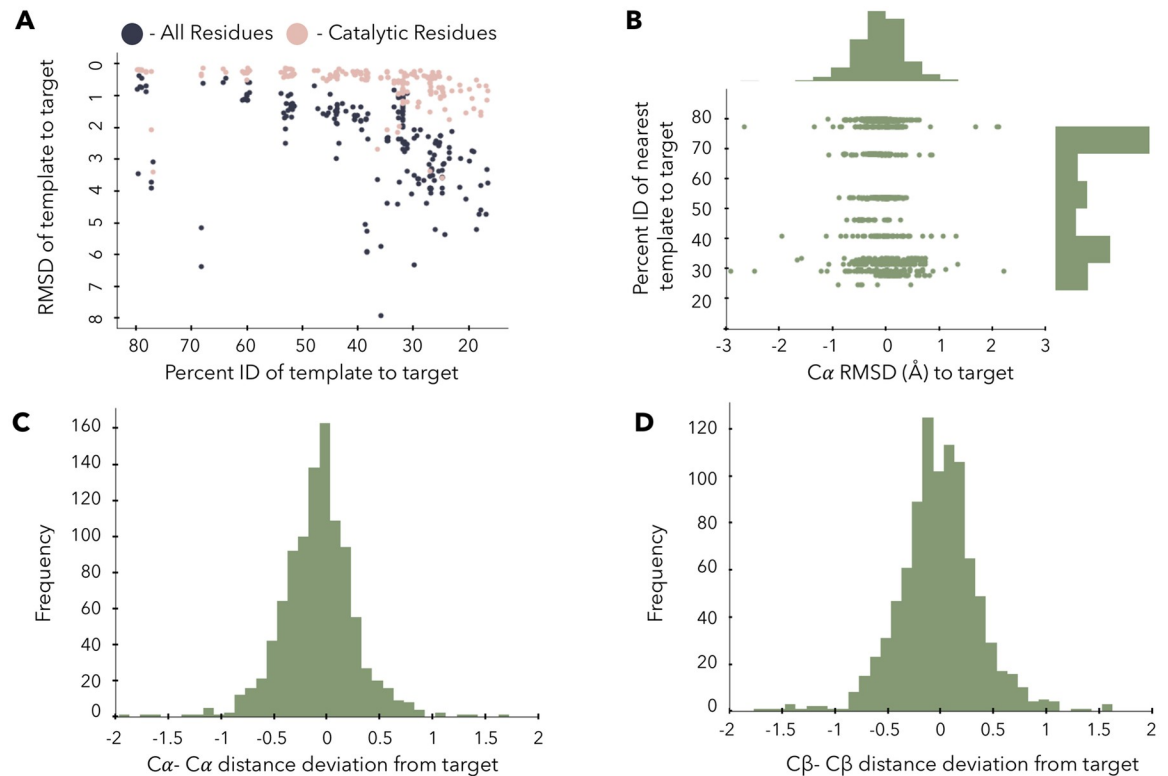 A
- All Residues - Catalytic Residues
RMSD of template to target
0
1
2
3
4
5
6
7
8
80 70 60 50 40 30 20
Percent ID of template to target
B
Percent ID of nearest
template to target
80
70
60
50
40
30
20
-3 -2 -1 0 1 2 3
Cα RMSD (Å) to target
C
Frequency
160
140
120
100
80
60
40
20
0
-2 -1.5 -1 -0.5 0 0.5 1 1.5 2
Cα- Cα distance deviation from target
D
Frequency
120
100
80
60
40
20
0
-2 -1.5 -1 -0.5 0 0.5 1 1.5 2
Cβ- Cβ distance deviation from target